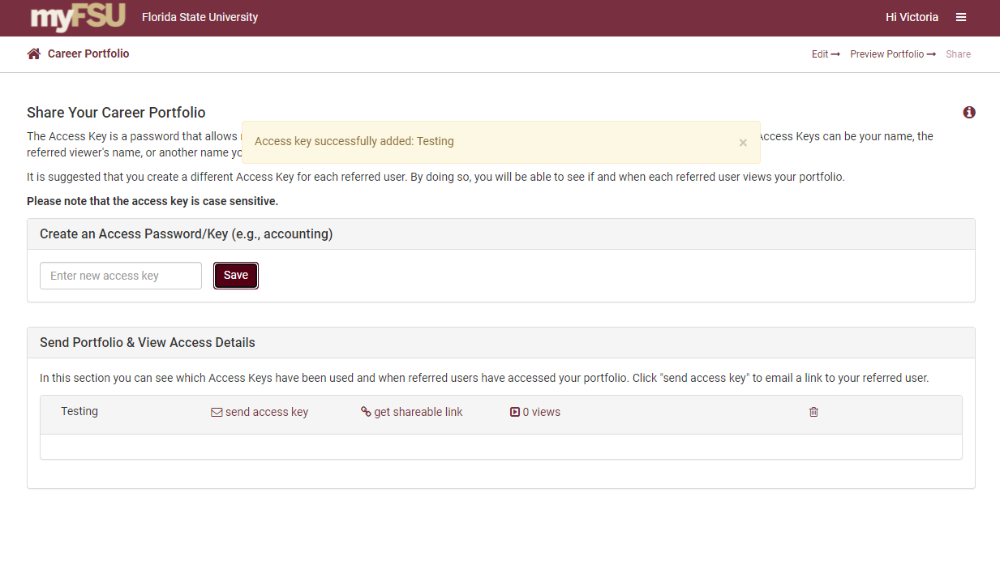 myFSU Florida State University Hi Victoria
Career Portfolio Edit Preview Portfolio Share
Share Your Career Portfolio
The Access Key is a password that allows Access Keys can be your name, the
Access key successfully added: Testing ×
referred viewer's name, or another name
It is suggested that you create a different Access Key for each referred user. By doing so, you will be able to see if and when each referred user views your portfolio.
Please note that the access key is case sensitive.
Create an Access Password/Key (e.g., accounting)
Enter new access key Save
Send Portfolio & View Access Details
In this section you can see which Access Keys have been used and when referred users have accessed your portfolio. Click "send access key" to email a link to your referred user.
Testing send access key get shareable link 0 views